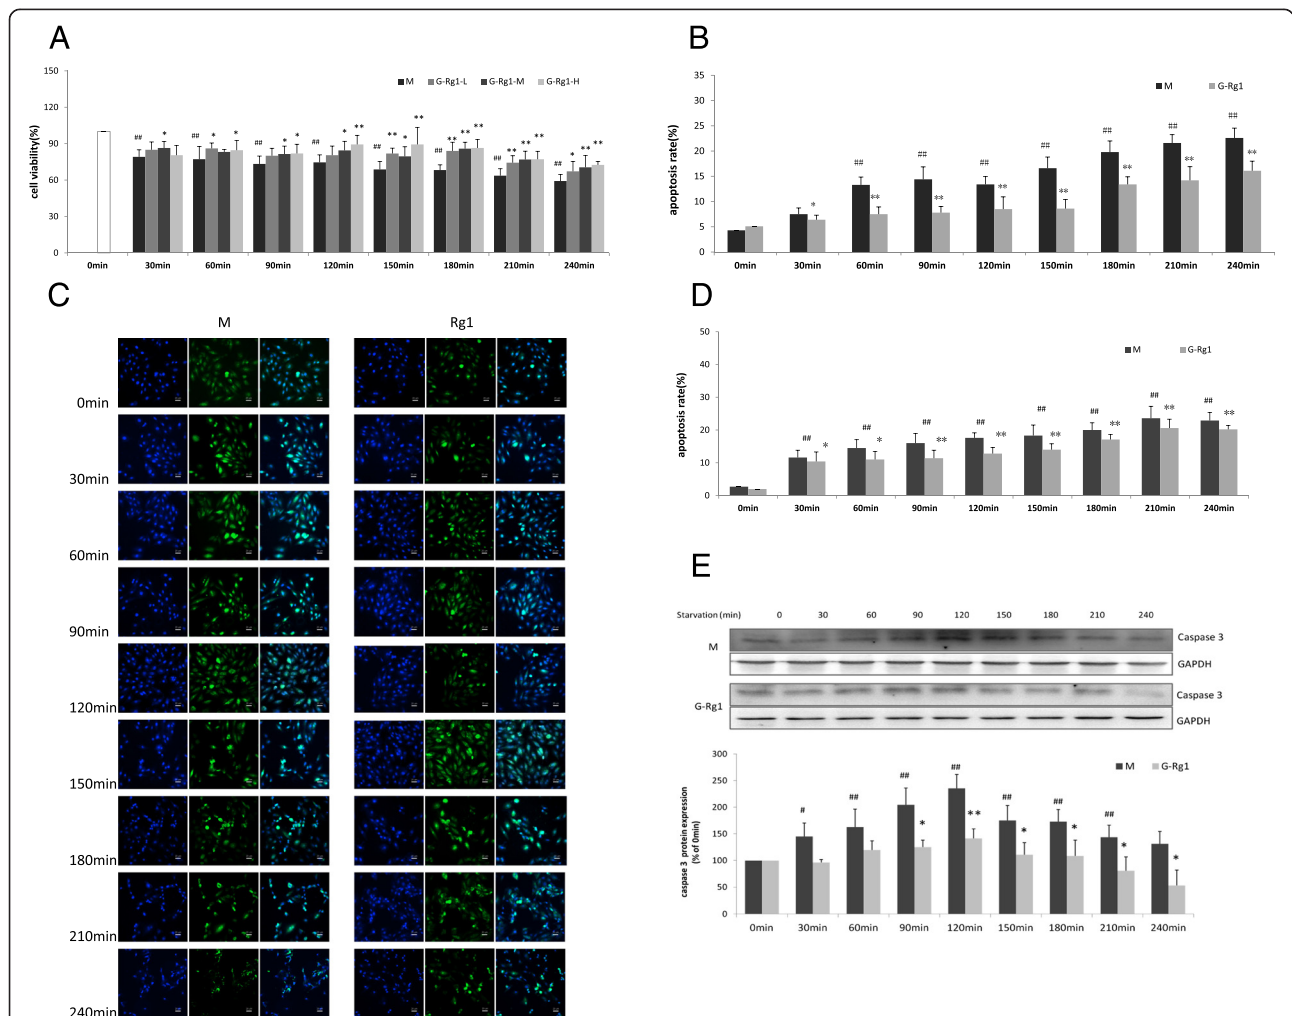 A
150
120
90
60
30
0
cell viability(%)
M G-Rg1-L G-Rg1-M G-Rg1-H
## * ## * * ## * * ## * ** ## ** * ** ## ** ** ** ## ** ** ** ## * ** **
0min 30min 60min 90min 120min 150min 180min 210min 240min
B
35
30
25
20
15
10
5
0
apoptosis rate(%)
M G-Rg1
* ## ** ## ** ## ** ## ** ## ** ## ** ## **
0min 30min 60min 90min 120min 150min 180min 210min 240min
C
M Rg1
0min
30min
60min
90min
120min
150min
180min
210min
240min
D
50
40
30
20
10
0
apoptosis rate(%)
M G-Rg1
## * ## * ## ** ## ** ## ** ## ** ## ** ## **
0min 30min 60min 90min 120min 150min 180min 210min 240min
E
Starvation (min) 0 30 60 90 120 150 180 210 240
M
Caspase 3
GAPDH
G-Rg1
Caspase 3
GAPDH
300
250
200
150
100
50
0
caspase 3 protein expression
(% of 0min)
M G-Rg1
# ## ## * ## ** ## * ## * ## * *
0min 30min 60min 90min 120min 150min 180min 210min 240min